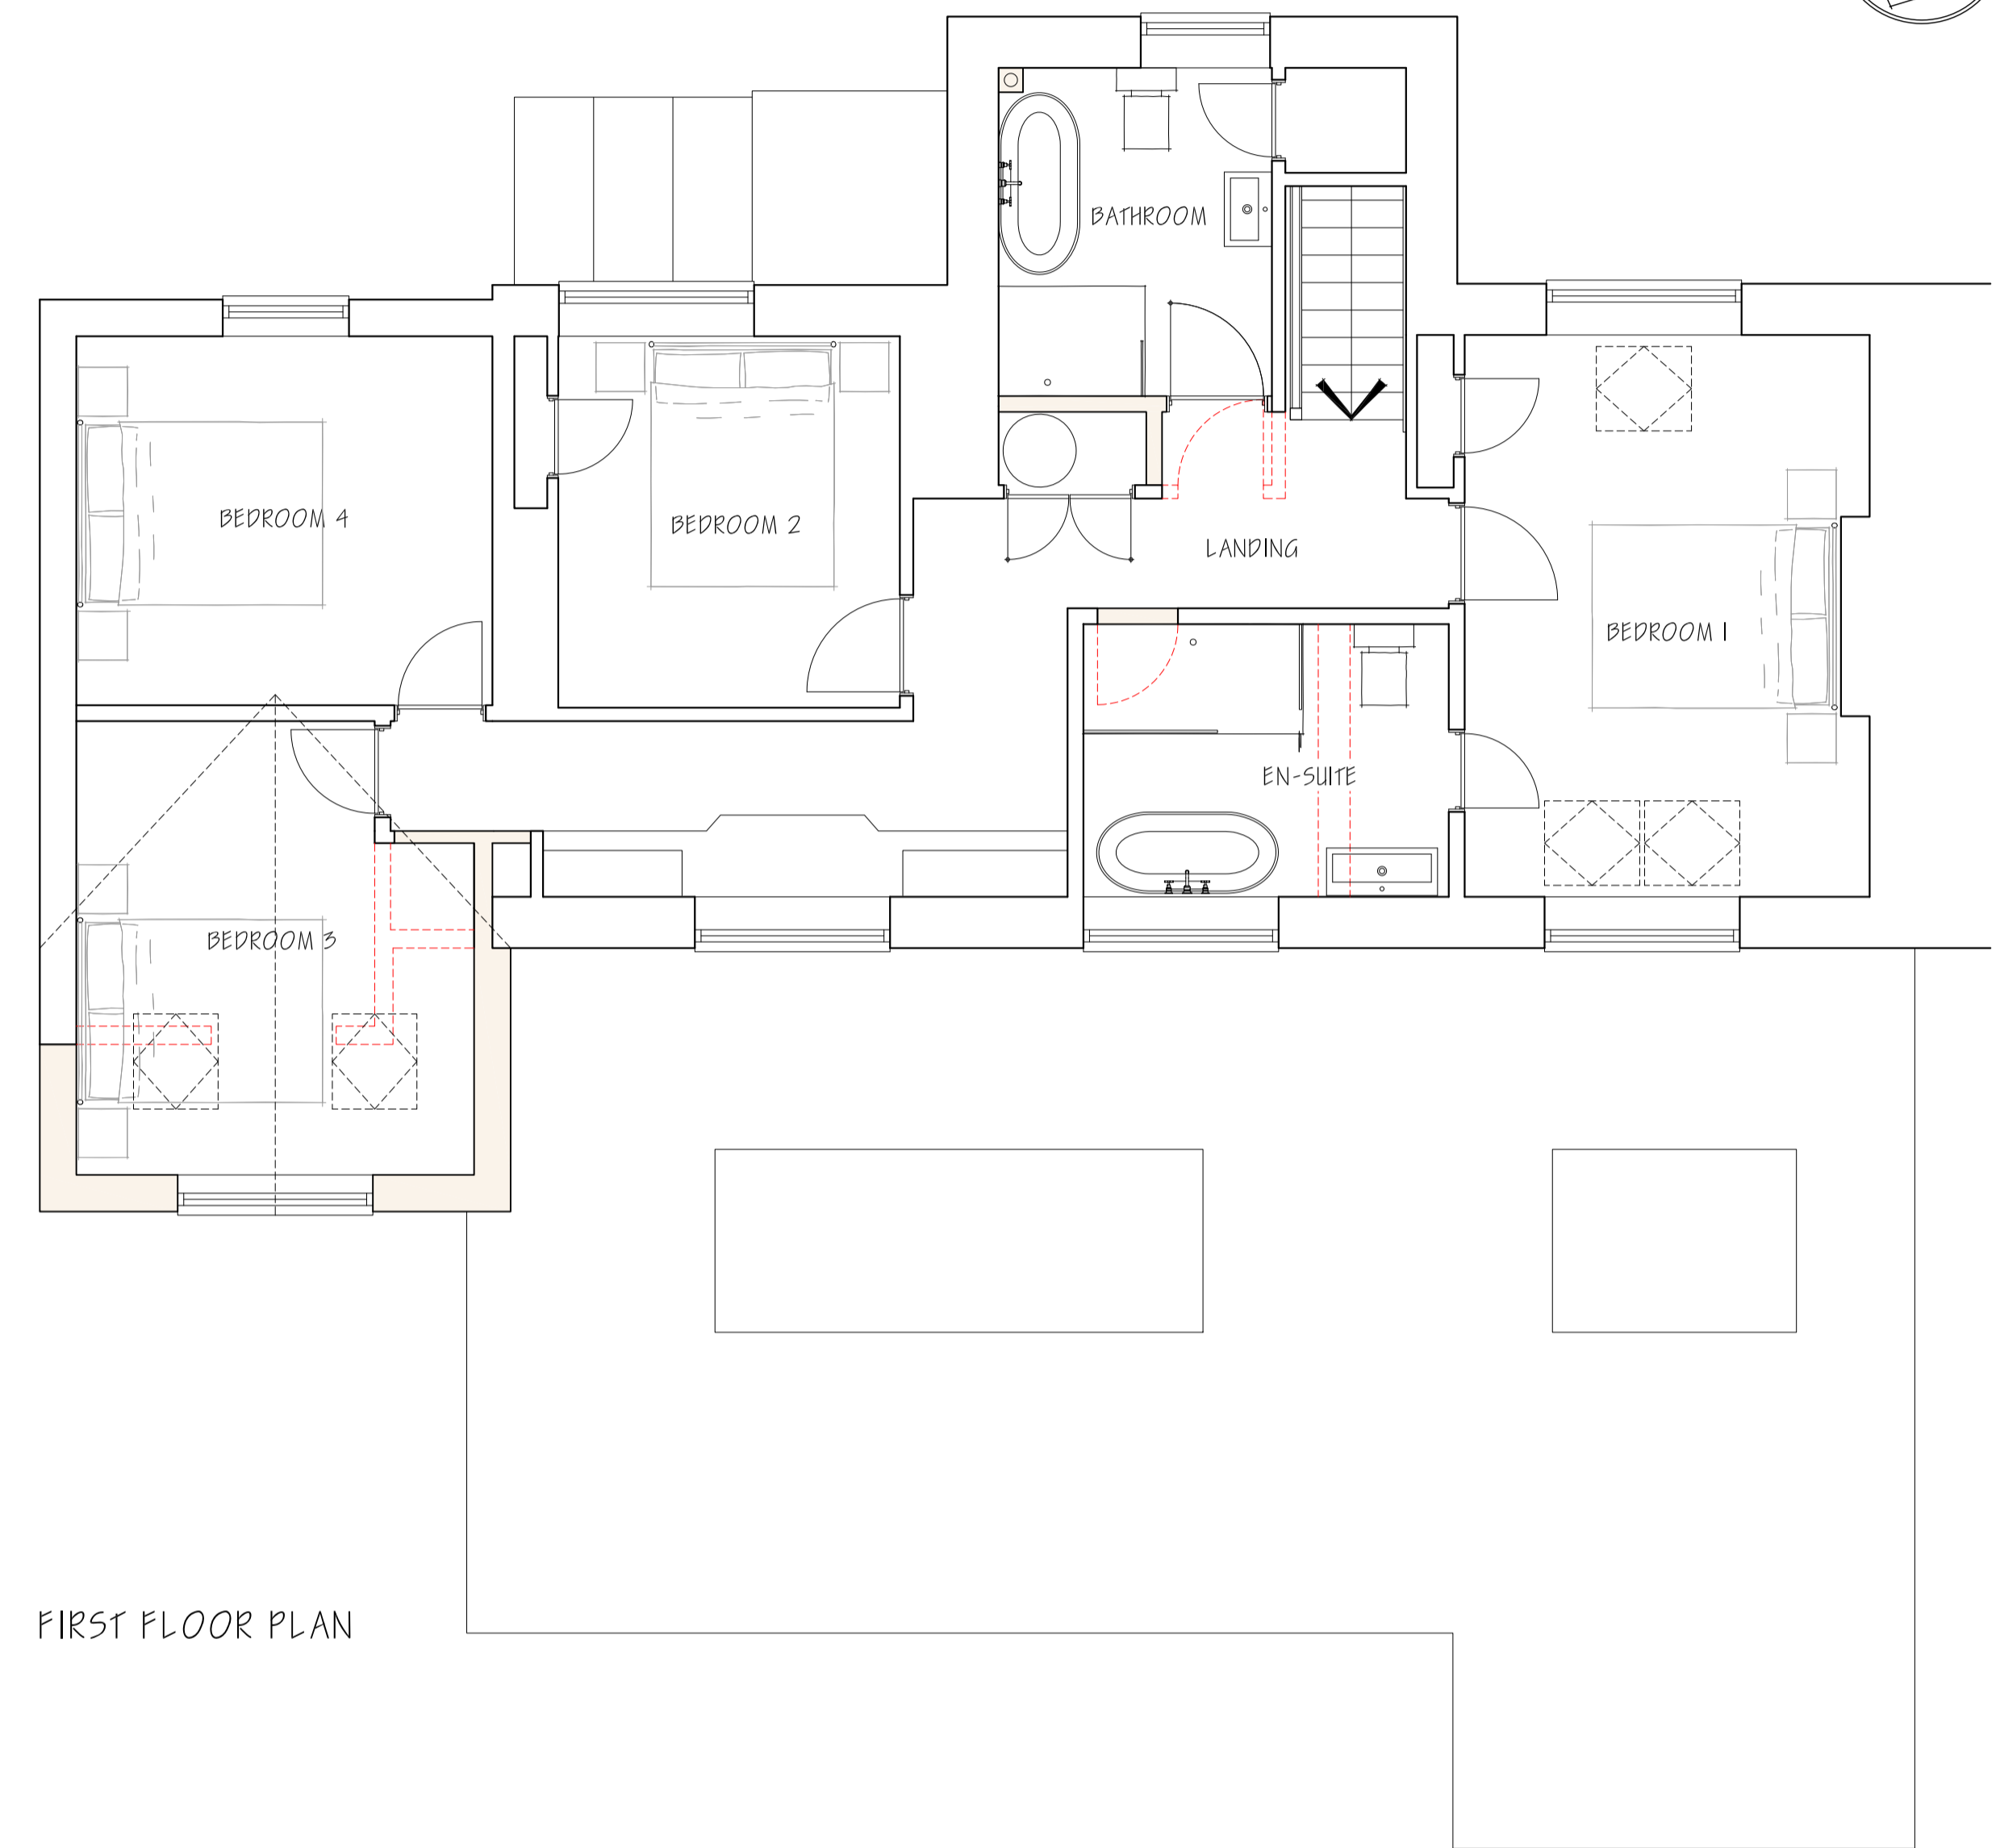 BATHROOM
BEDROOM 4
BEDROOM 2
LANDING
BEDROOM 1
EN-SUITE
BEDROOM 3
FIRST FLOOR PLAN